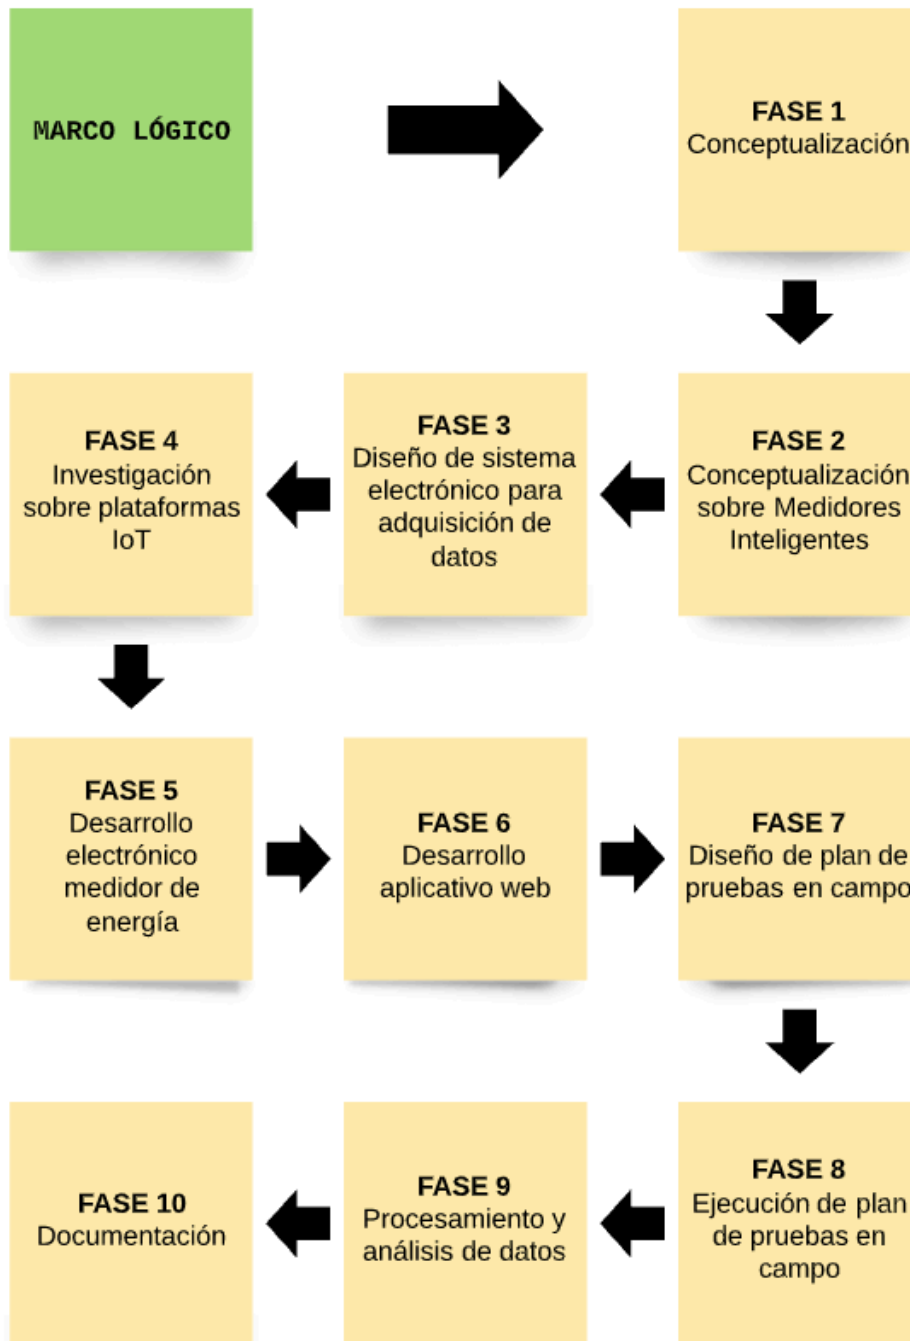 MARCO LÓGICO
FASE 1
Conceptualización
FASE 2
Conceptualización
sobre Medidores
Inteligentes
FASE 3
Diseño de sistema
electrónico para
adquisición de
datos
FASE 4
Investigación
sobre plataformas
IoT
FASE 5
Desarrollo
electrónico
medidor de
energía
FASE 6
Desarrollo
aplicativo web
FASE 7
Diseño de plan de
pruebas en campo
FASE 8
Ejecución de plan
de pruebas en
campo
FASE 9
Procesamiento y
análisis de datos
FASE 10
Documentación